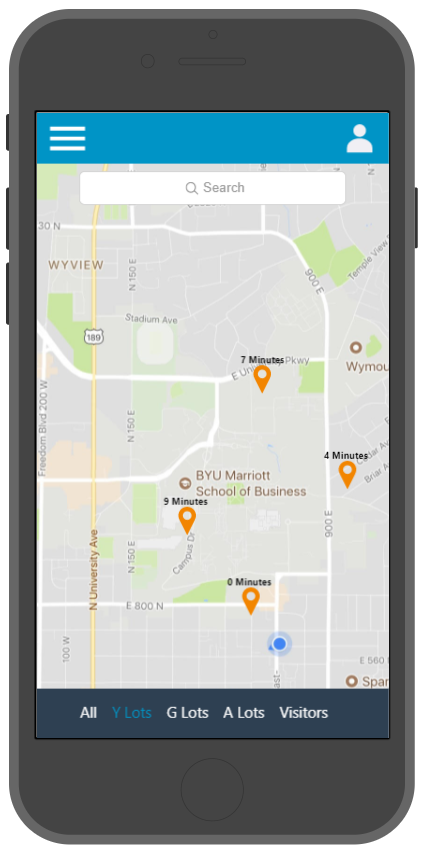 Search
30 N
WYVIEW
N 150 E
900 E
Temple View
Stadium Ave
189
7 Minutes
E Uni
Pkwy
Wymou
Freedom Blvd 200 W
N 150 E
4 Minutes
BYU Marriott
School of Business
9 Minutes
Briar A
900 E
N University Ave
N 150 E
Campus Dr
0 Minutes
E 800 N
100 W
E 560
Span
All Y Lots G Lots A Lots Visitors